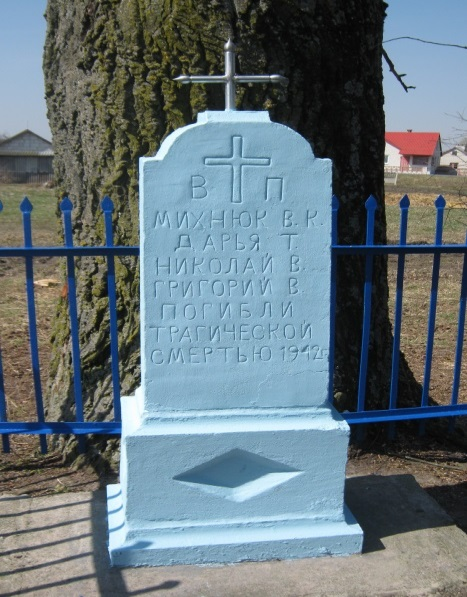 В П
МИХНЮК В. К.
ДАРЬЯ Т.
НИКОЛАЙ В.
ГРИГОРИЙ В.
ПОГИБЛИ
ТРАГИЧЕСКОЙ
СМЕРТЬЮ 1942г.